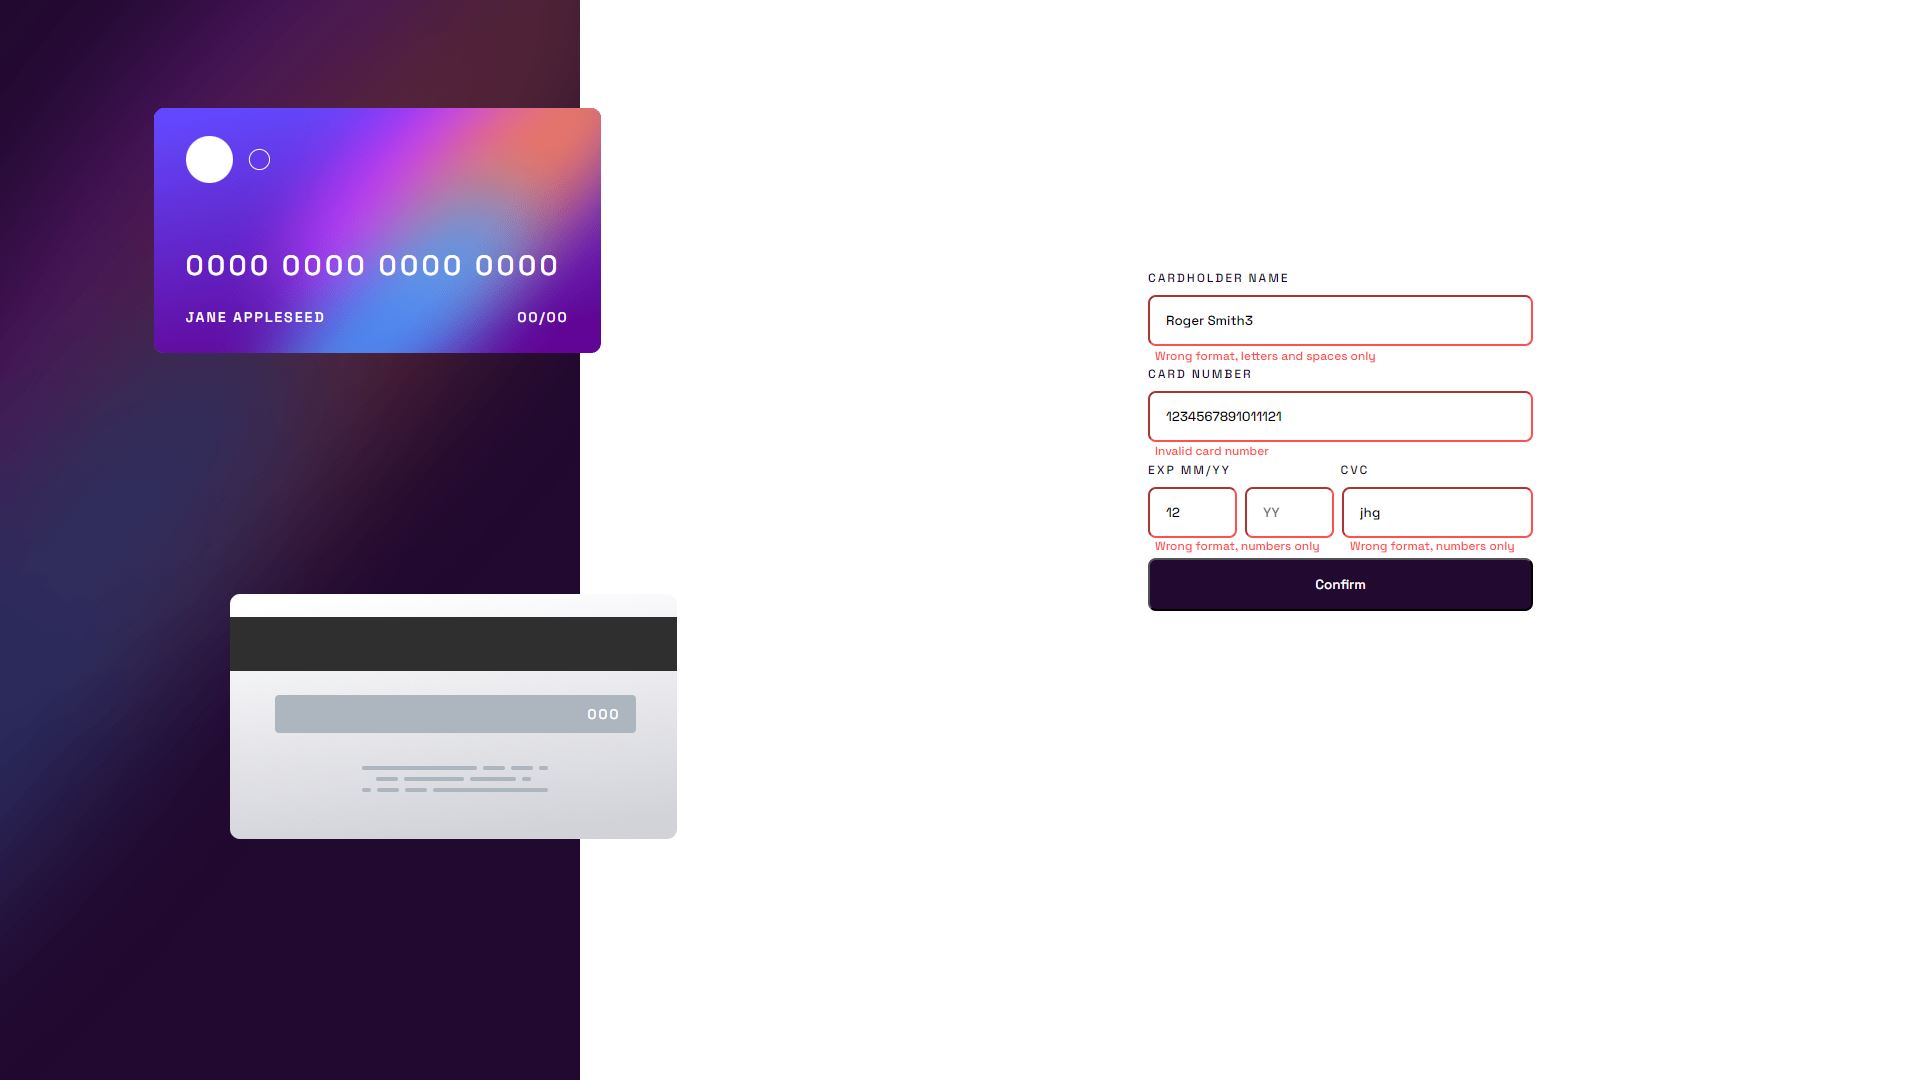 0000 0000 0000 0000
JANE APPLESEED 00/00
000
CARDHOLDER NAME
Roger Smith3
Wrong format, letters and spaces only
CARD NUMBER
1234567891011121
Invalid card number
EXP MM/YY CVC
12 YY jhg
Wrong format, numbers only Wrong format, numbers only
Confirm